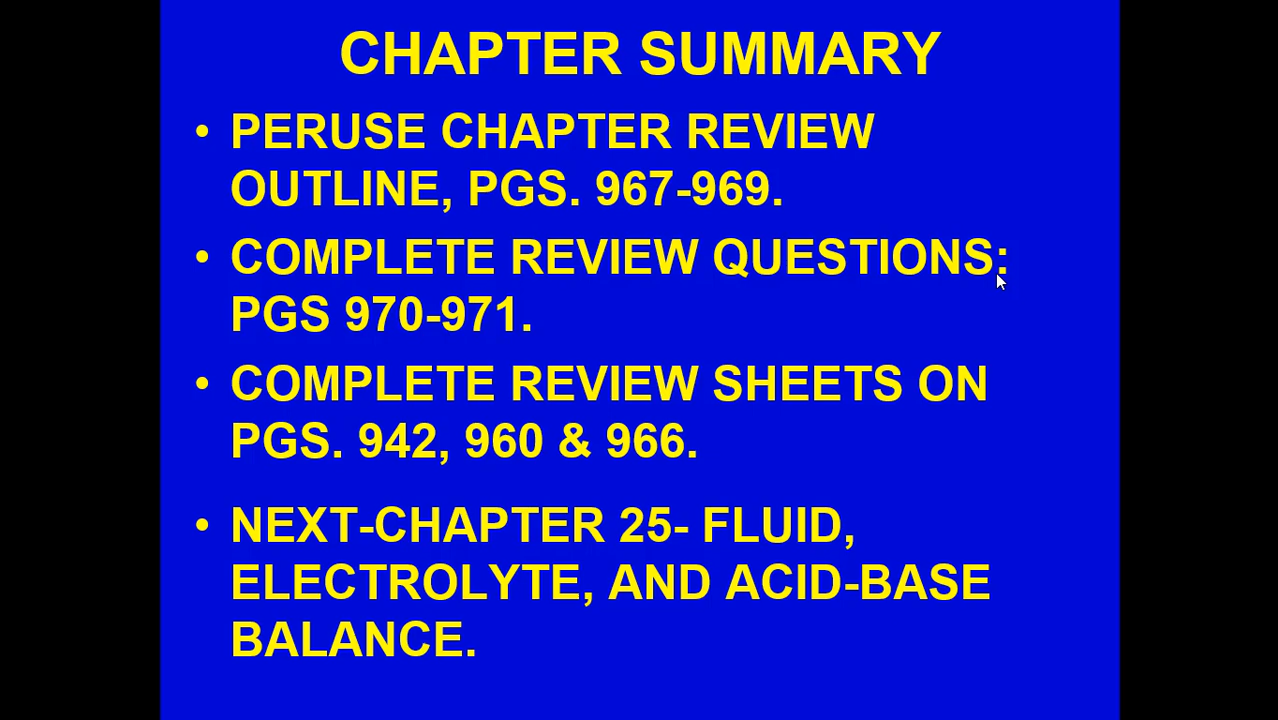 CHAPTER SUMMARY
• PERUSE CHAPTER REVIEW
OUTLINE, PGS. 967-969.
• COMPLETE REVIEW QUESTIONS:
PGS 970-971.
• COMPLETE REVIEW SHEETS ON
PGS. 942, 960 & 966.
• NEXT-CHAPTER 25- FLUID,
ELECTROLYTE, AND ACID-BASE
BALANCE.